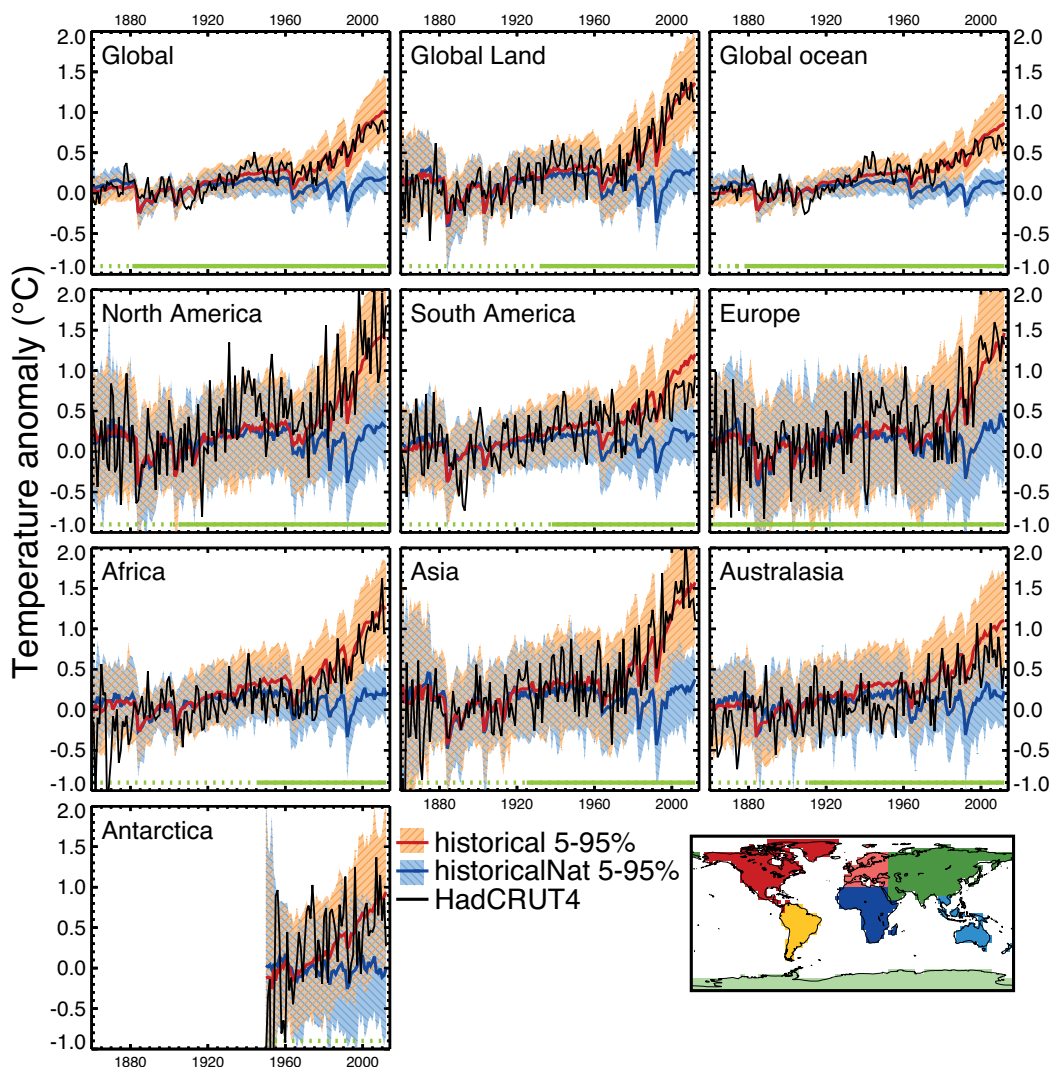 1880 1920 1960 2000 1880 1920 1960 2000 1880 1920 1960 2000
Temperature anomaly (°C)
2.0 Global Global Land Global ocean 2.0
1.5 1.5
1.0 1.0
0.5 0.5
0.0 0.0
-0.5 -0.5
-1.0 -1.0
2.0 North America South America Europe 2.0
1.5 1.5
1.0 1.0
0.5 0.5
0.0 0.0
-0.5 -0.5
-1.0 -1.0
2.0 Africa Asia Australasia 2.0
1.5 1.5
1.0 1.0
0.5 0.5
0.0 0.0
-0.5 -0.5
-1.0 -1.0
1880 1920 1960 2000 1880 1920 1960 2000
2.0 Antarctica
1.5
1.0
0.5
0.0
-0.5
-1.0
1880 1920 1960 2000
historical 5-95%
historicalNat 5-95%
HadCRUT4